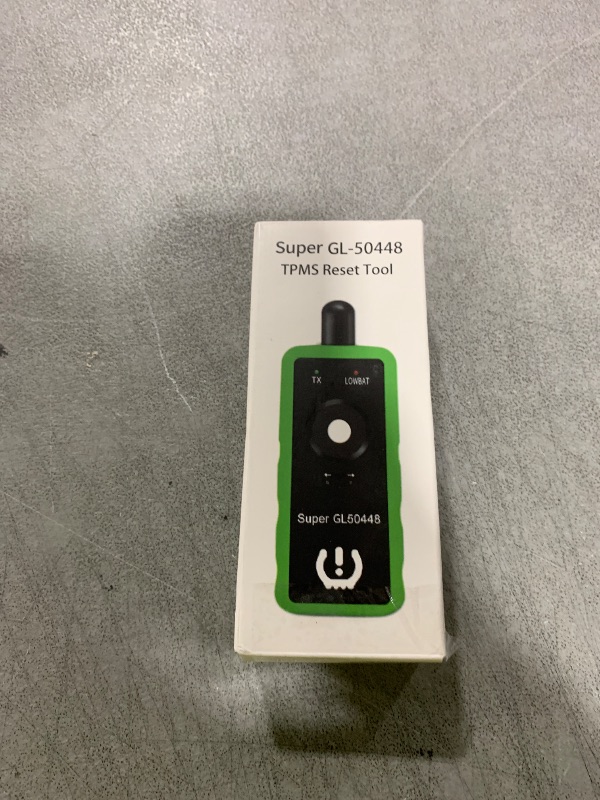 Super GL-50448
TPMS Reset Tool
TX LOWBAT
Super GL50448